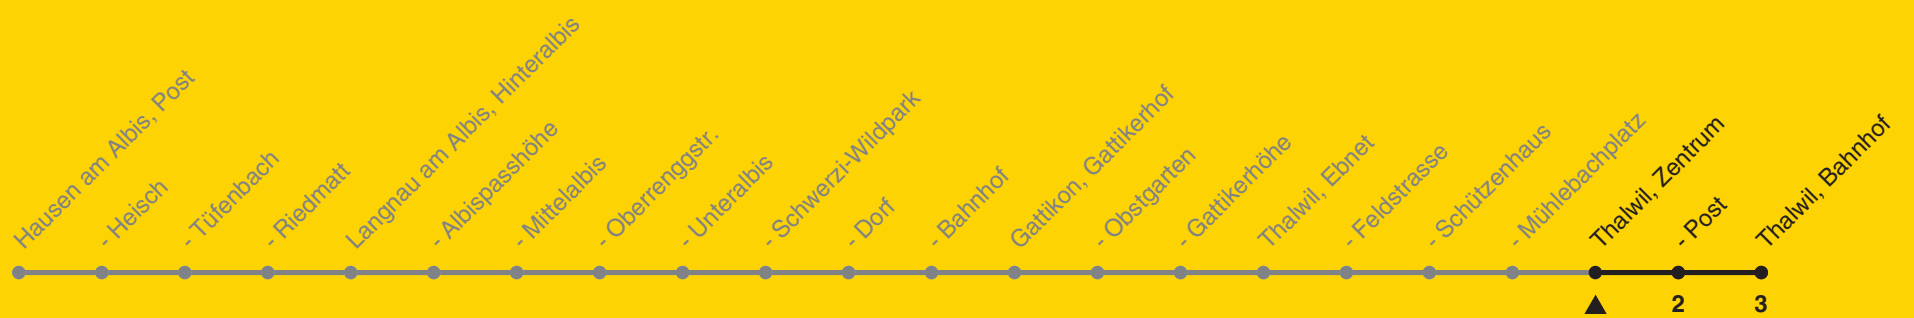 Hausen am Albis, Post
- Heisch
- Tüfenbach
- Riedmatt
Langnau am Albis, Hinteralbis
- Albispasshöhe
- Mittelalbis
- Oberrenggstr.
- Unteralbis
- Schwerzi-Wildpark
- Dorf
- Bahnhof
Gattikon, Gattikerhof
- Obstgarten
- Gattikerhöhe
Thalwil, Ebnet
- Feldstrasse
- Schützenhaus
- Mühlebachplatz
Thalwil, Zentrum
- Post
Thalwil, Bahnhof
2
3